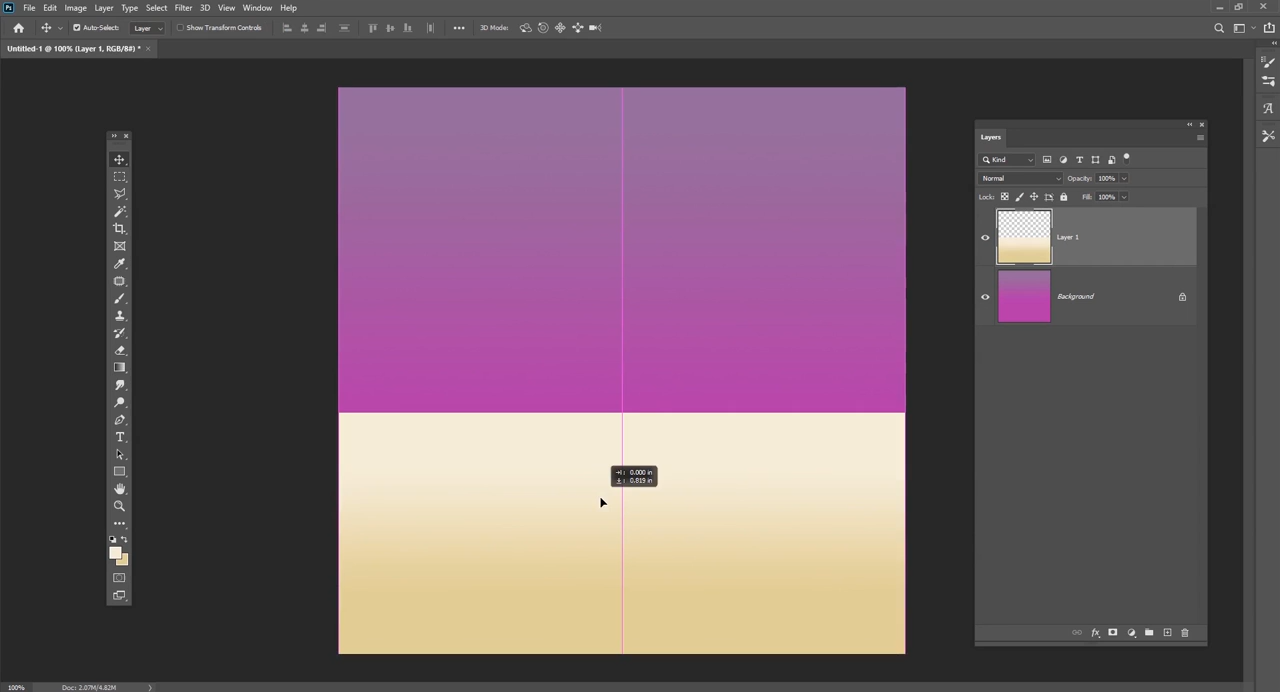 Ps File Edit Image Layer Type Select Filter 3D View Window Help
Auto-Select: Layer Show Transform Controls 3D Mode:
Untitled-1 @ 100% (Layer 1, RGB/8#) *
Layers
Kind
Normal Opacity: 100%
Lock: Fill: 100%
Layer 1
Background
0.000 in
0.819 in
100% Doc: 2.07M/4.82M